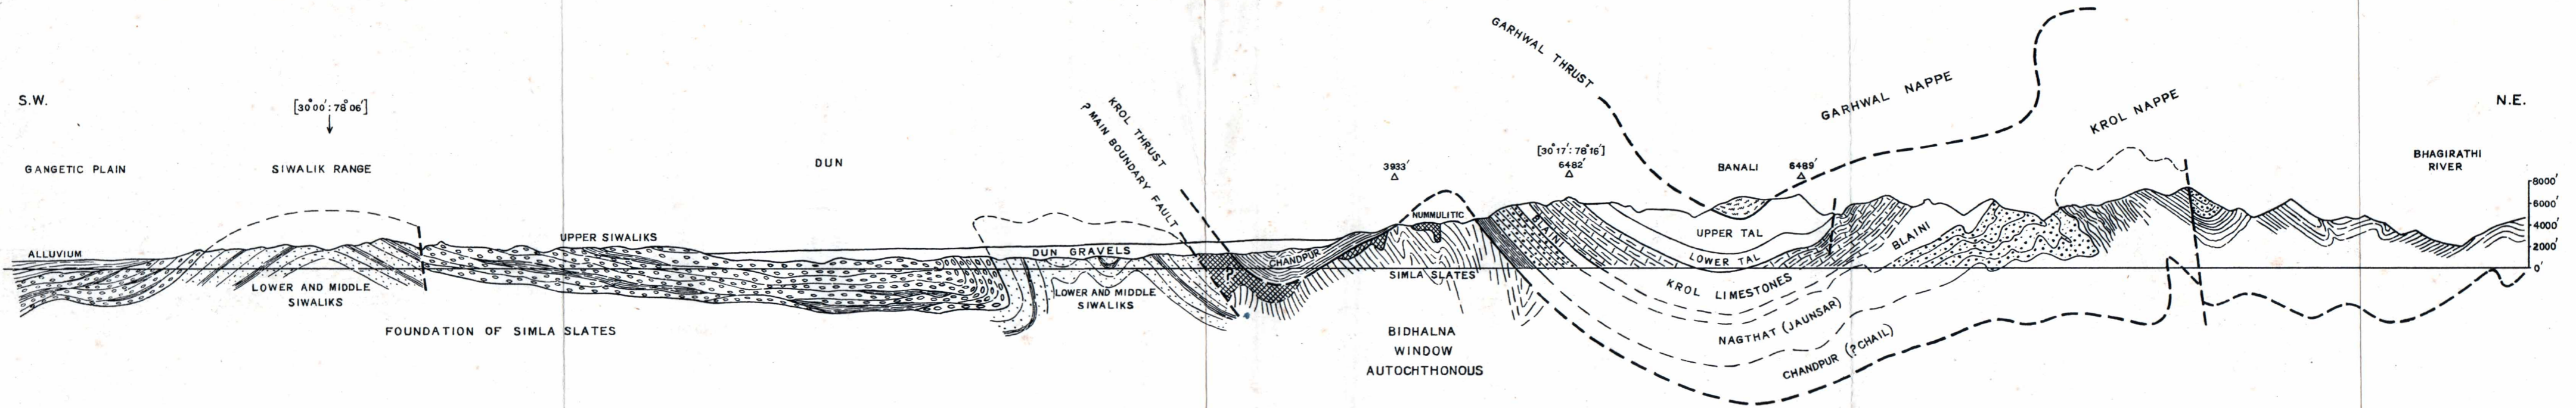 S.W.
[30°00′:78°06′]
GANGETIC PLAIN
SIWALIK RANGE
DUN
KROL THRUST
? MAIN BOUNDARY FAULT
GARHWAL THRUST
GARHWAL NAPPE
KROL NAPPE
N.E.
3933′
[30°17′:78°16′]
6482′
BANALI
6489′
BHAGIRATHI
RIVER
8000′
6000′
4000′
2000′
0′
ALLUVIUM
LOWER AND MIDDLE
SIWALIKS
UPPER SIWALIKS
FOUNDATION OF SIMLA SLATES
DUN GRAVELS
LOWER AND MIDDLE
SIWALIKS
?
CHANDPUR
NUMMULITIC
SIMLA SLATES
BIDHALNA
WINDOW
AUTOCHTHONOUS
BLAINI
UPPER TAL
LOWER TAL
KROL LIMESTONES
BLAINI
NAGTHAT (JAUNSAR)
CHANDPUR (?CHAIL)